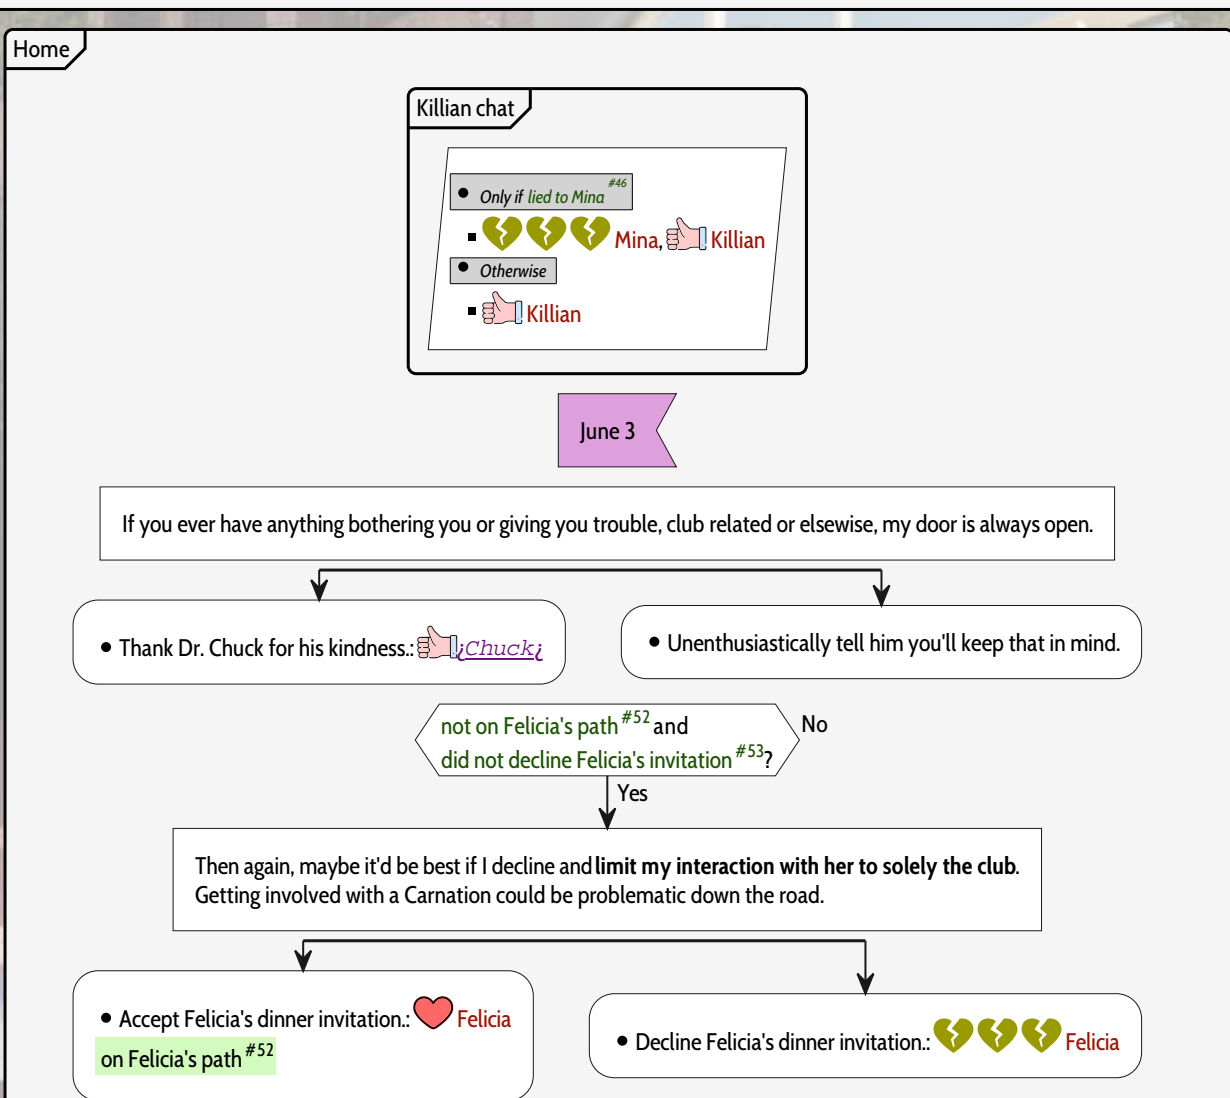 Home
Killian chat
Only if lied to Mina #46
Mina, Killian
Otherwise
Killian
June 3
If you ever have anything bothering you or giving you trouble, club related or elsewise, my door is always open.
Thank Dr. Chuck for his kindness.: ¿Chuck¿
Unenthusiastically tell him you'll keep that in mind.
not on Felicia's path #52 and
did not decline Felicia's invitation #53?
No
Yes
Then again, maybe it'd be best if I decline and limit my interaction with her to solely the club.
Getting involved with a Carnation could be problematic down the road.
Accept Felicia's dinner invitation.: Felicia
on Felicia's path #52
Decline Felicia's dinner invitation.: Felicia